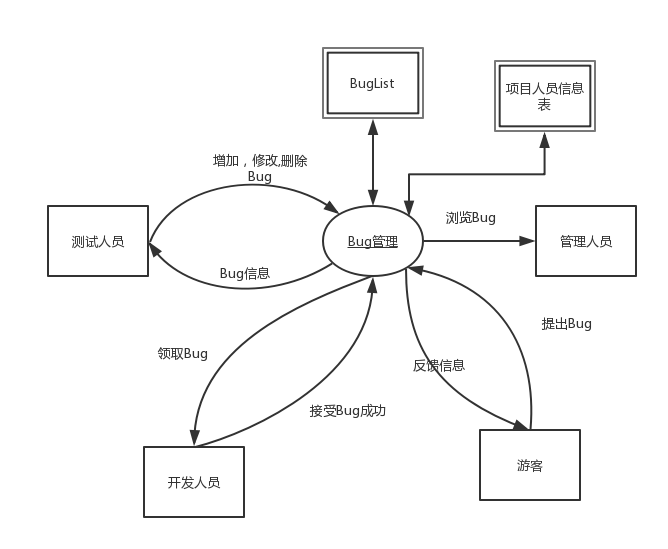 BugList
项目人员信息
表
增加，修改,删除
Bug
浏览Bug
测试人员
Bug管理
管理人员
Bug信息
提出Bug
领取Bug
反馈信息
接受Bug成功
游客
开发人员